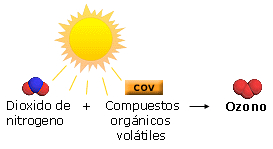 COV
Dioxido de + Compuestos → Ozono
nitrogeno orgánicos
volátiles